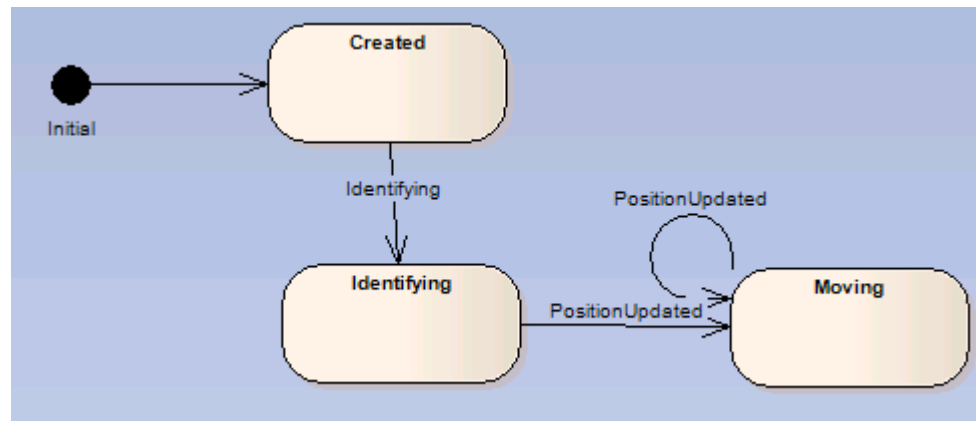 Created
Initial
Identifying
PositionUpdated
Identifying
Moving
PositionUpdated